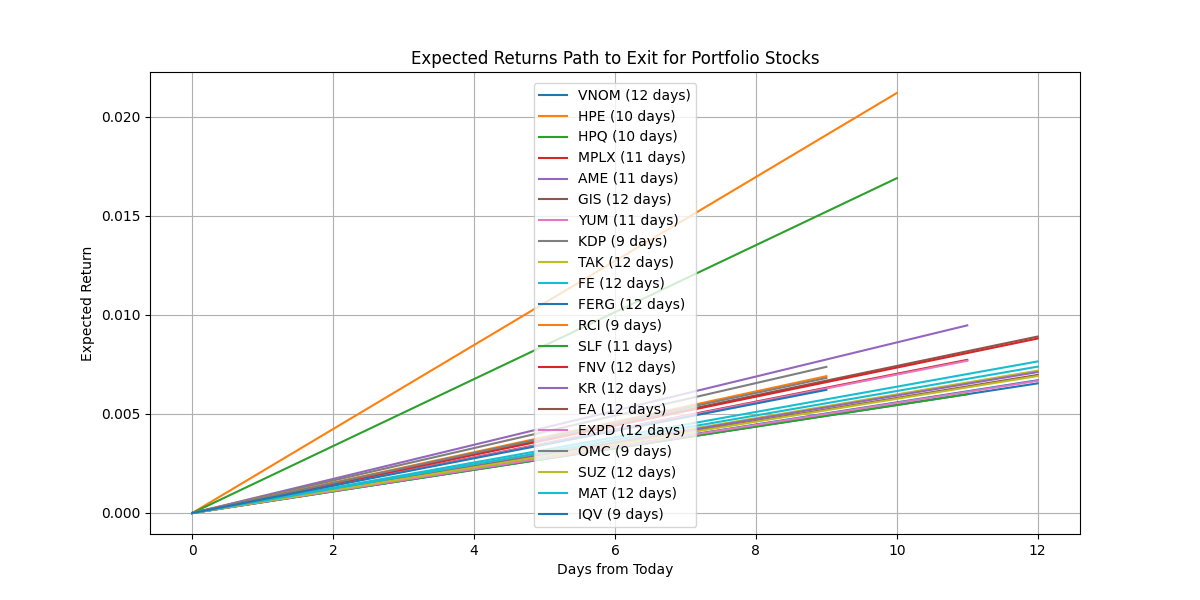 Expected Returns Path to Exit for Portfolio Stocks
0.020
0.015
0.010
0.005
0.000
Expected Return
VNOM (12 days)
HPE (10 days)
HPQ (10 days)
MPLX (11 days)
AME (11 days)
GIS (12 days)
YUM (11 days)
KDP (9 days)
TAK (12 days)
FE (12 days)
FERG (12 days)
RCI (9 days)
SLF (11 days)
FNV (12 days)
KR (12 days)
EA (12 days)
EXPD (12 days)
OMC (9 days)
SUZ (12 days)
MAT (12 days)
IQV (9 days)
0 2 4 6 8 10 12
Days from Today